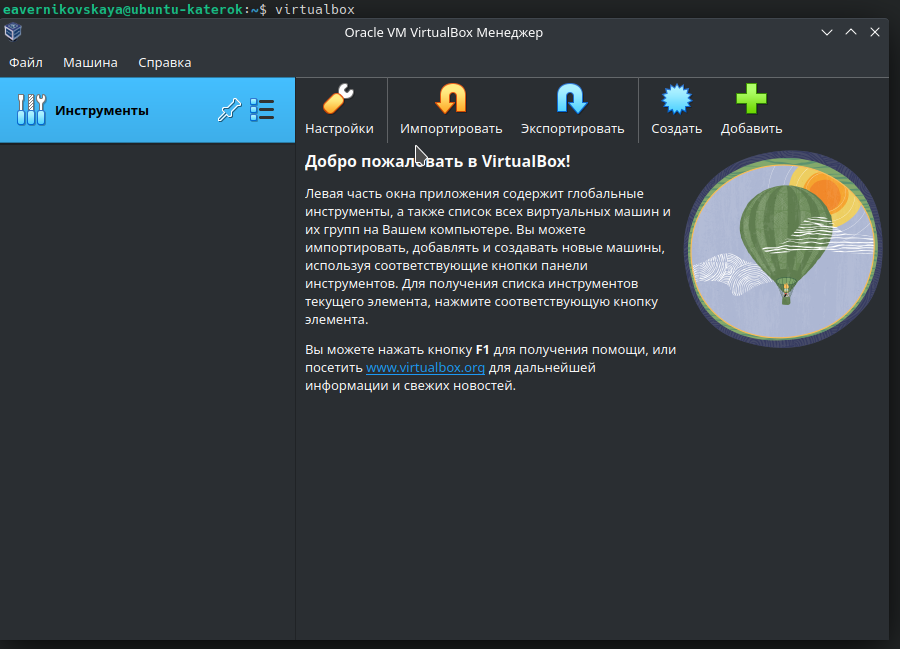 eavernikovskaya@ubuntu-katerok:~$ virtualbox
Oracle VM VirtualBox Менеджер
Файл Машина Справка
Инструменты
Настройки Импортировать Экспортировать Создать Добавить
Добро пожаловать в VirtualBox!
Левая часть окна приложения содержит глобальные
инструменты, а также список всех виртуальных машин и
их групп на Вашем компьютере. Вы можете
импортировать, добавлять и создавать новые машины,
используя соответствующие кнопки панели
инструментов. Для получения списка инструментов
текущего элемента, нажмите соответствующую кнопку
элемента.
Вы можете нажать кнопку F1 для получения помощи, или
посетить www.virtualbox.org для дальнейшей
информации и свежих новостей.